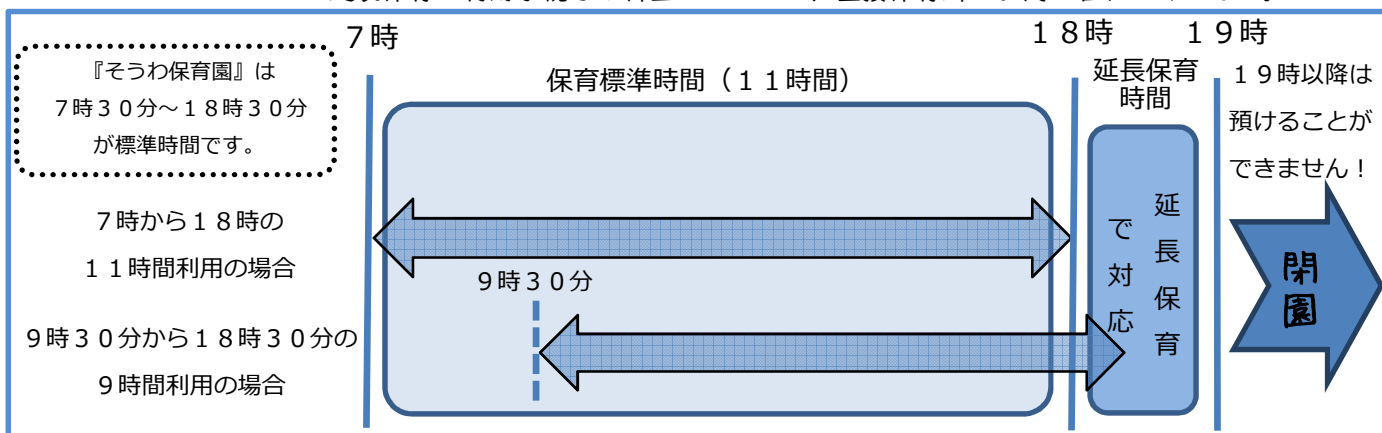 ７時
１８時
１９時
『そうわ保育園』は
７時３０分～１８時３０分
が標準時間です。
保育標準時間（１１時間）
延長保育
時間
１９時以降は
預けることが
できません！
７時から１８時の
１１時間利用の場合
９時３０分
９時３０分から１８時３０分の
９時間利用の場合
延長保育
で対応
閉園